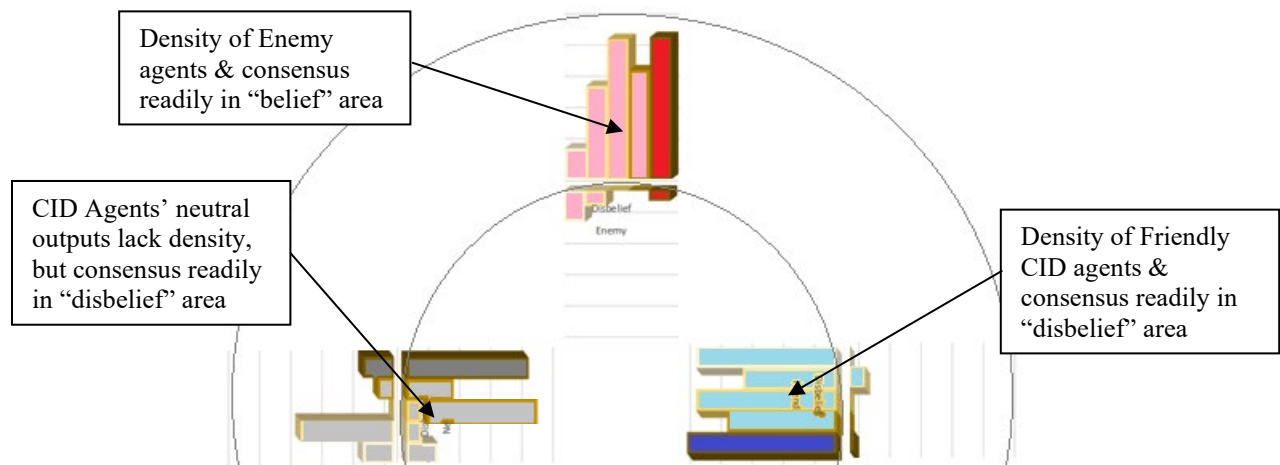 Density of Enemy
agents & consensus
readily in “belief” area
Disbelief
Enemy
CID Agents’ neutral
outputs lack density,
but consensus readily
in “disbelief” area
Disbelief
Density of Friendly
CID agents &
consensus readily in
“disbelief” area